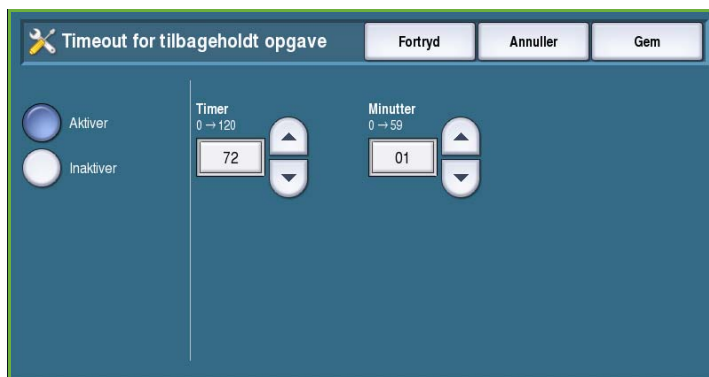 Timeout for tilbageholdt opgave
Fortryd
Annuller
Gem
Aktiver
Inaktiver
Timer
0 → 120
72
Minutter
0 → 59
01